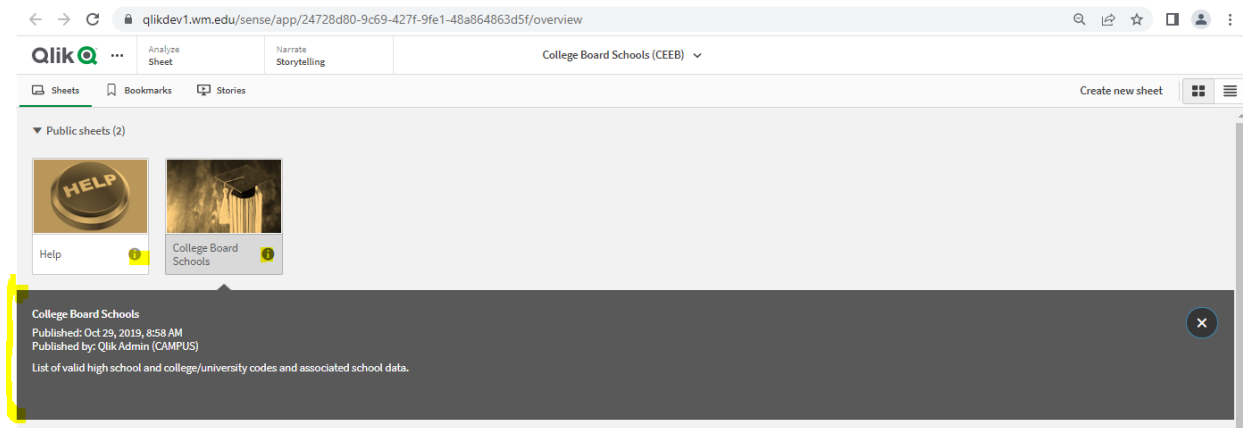 qlikdev1.wm.edu/sense/app/24728d80-9c69-427f-9fe1-48a864863d5f/overview
Qlik Analyze Narrate College Board Schools (CEEB)
Sheet Storytelling
Sheets Bookmarks Stories Create new sheet
Public sheets (2)
HELP
Help College Board
Schools
College Board Schools
Published: Oct 29, 2019, 8:58 AM
Published by: Qlik Admin (CAMPUS)
List of valid high school and college/university codes and associated school data.